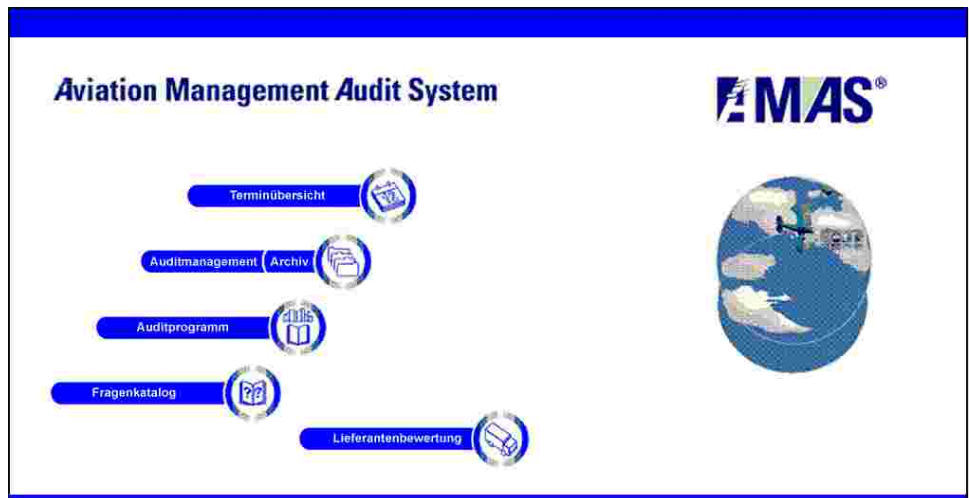 Aviation Management Audit System
AMAS®
Terminübersicht
Auditmanagement Archiv
Auditprogramm
Fragenkatalog
Lieferantenbewertung